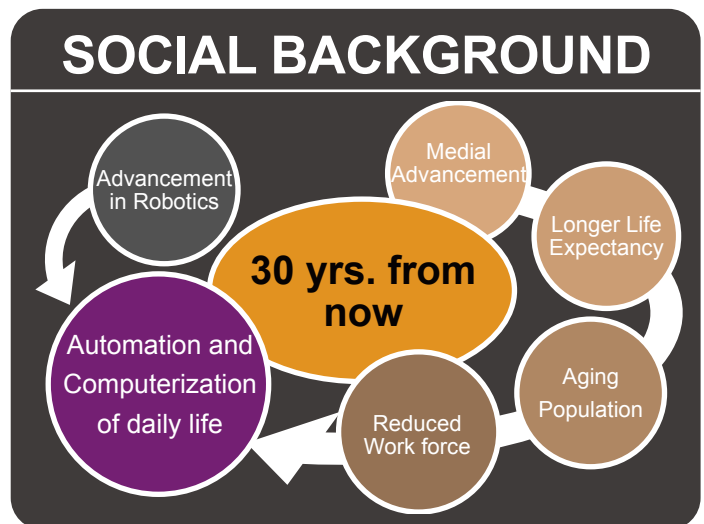 SOCIAL BACKGROUND
Advancement
in Robotics
Medial
Advancement
Longer Life
Expectancy
30 yrs. from
now
Automation and
Computerization
of daily life
Aging
Population
Reduced
Work force